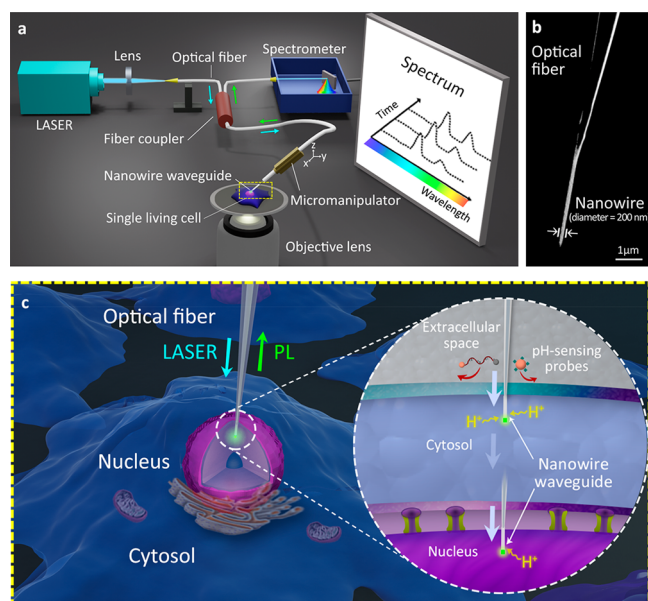 a
Lens
Optical fiber
Spectrometer
LASER
Fiber coupler
Nanowire waveguide
Single living cell
z
x
y
Micromanipulator
Objective lens
Spectrum
Time
Wavelength
b
Optical
fiber
Nanowire
(diameter = 200 nm)
1μm
c
Optical fiber
LASER
PL
Nucleus
Cytosol
Extracellular
space
pH-sensing
probes
H⁺
H⁺
Cytosol
Nanowire
waveguide
Nucleus
H⁺